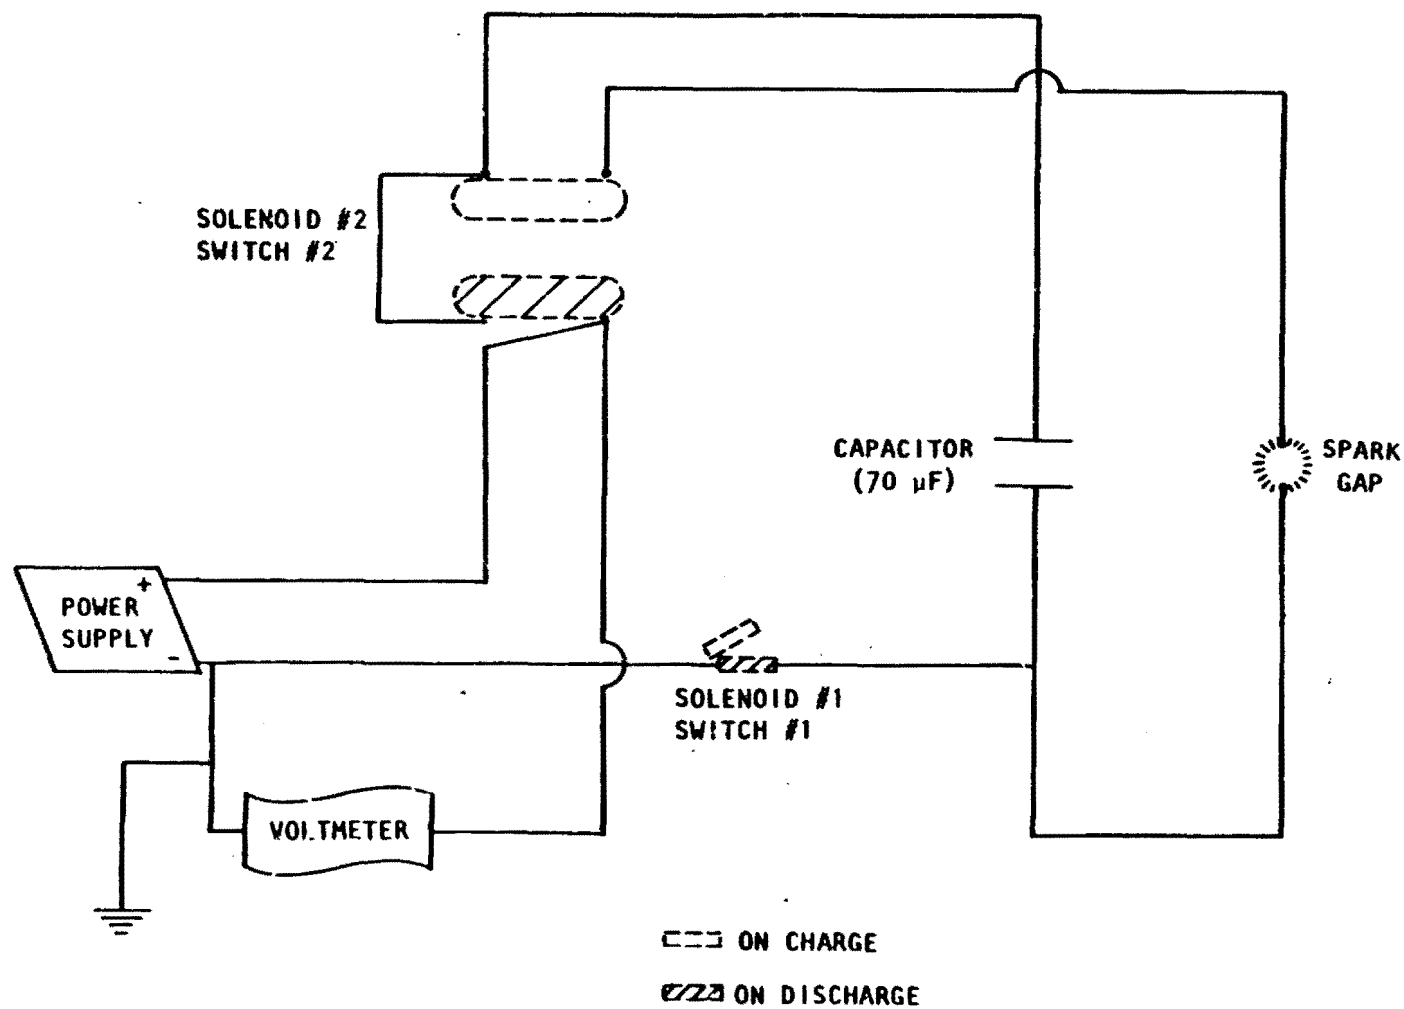 SOLENOID #2
SWITCH #2
CAPACITOR
(70 µF)
SPARK
GAP
+
POWER
SUPPLY
-
SOLENOID #1
SWITCH #1
VOLTMETER
ON CHARGE
ON DISCHARGE